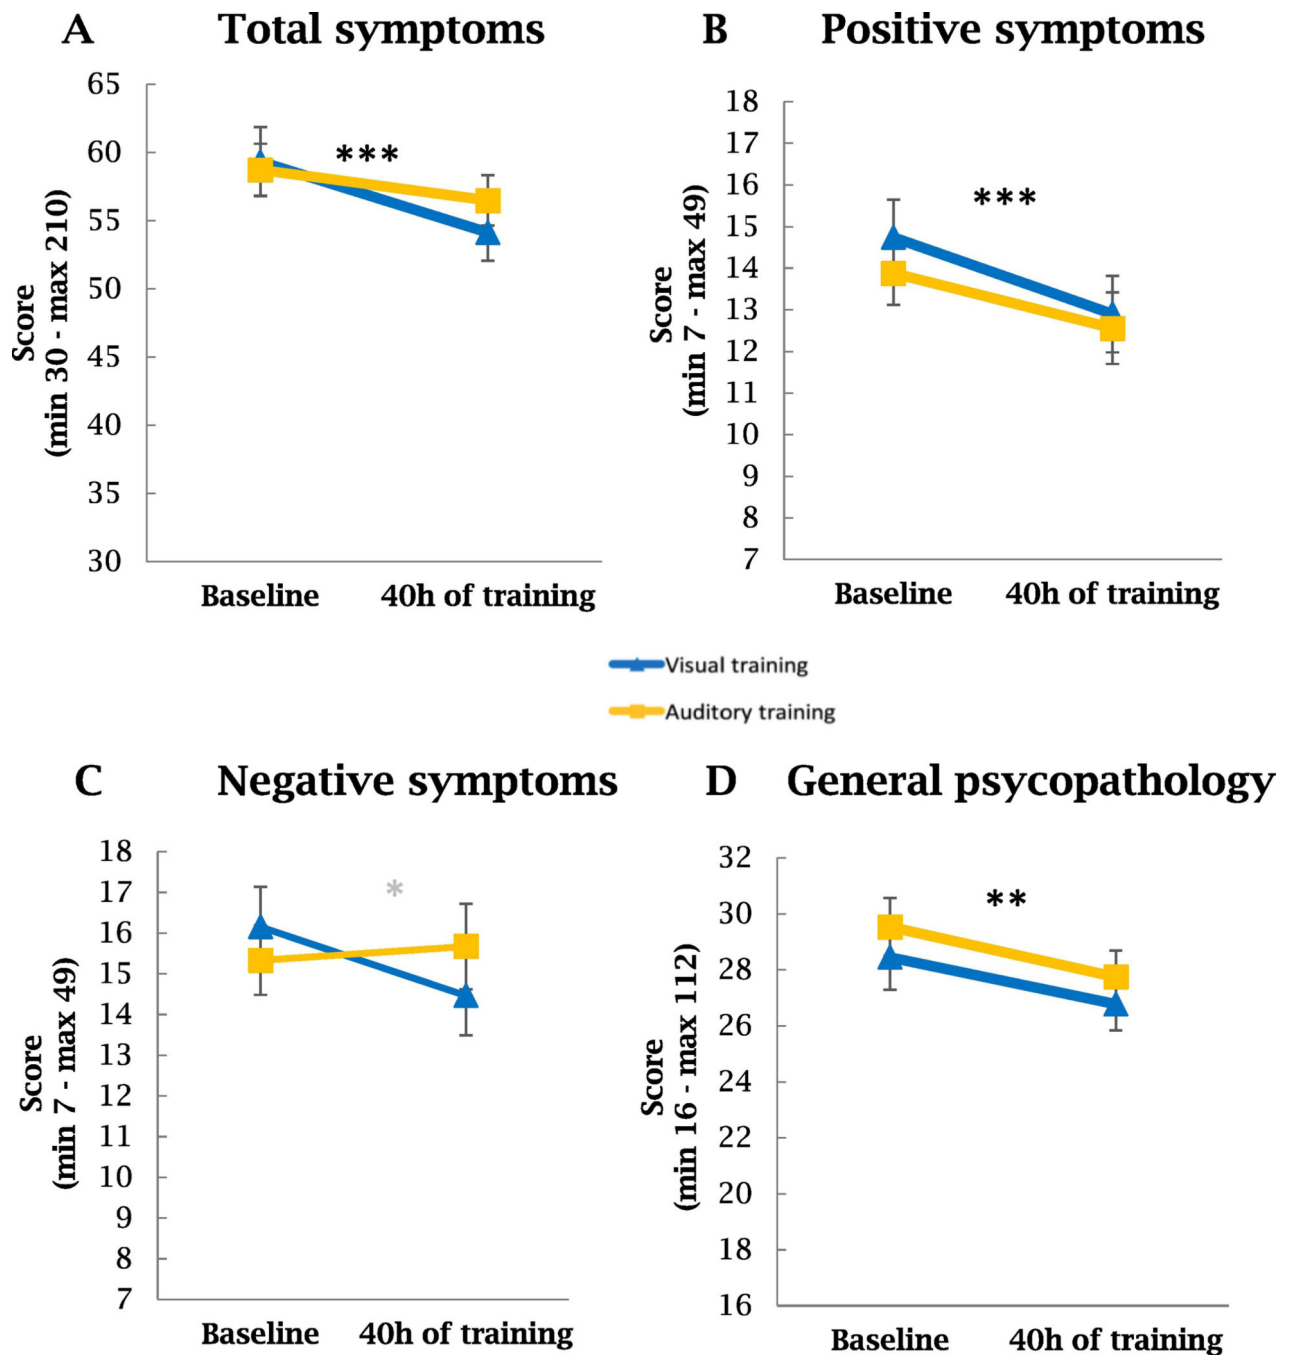 A Total symptoms
65
60
55
50
45
40
35
30
Score
(min 30 - max 210)
***
Baseline 40h of training
B Positive symptoms
18
17
16
15
14
13
12
11
10
9
8
7
Score
(min 7 - max 49)
***
Baseline 40h of training
Visual training
Auditory training
C Negative symptoms
18
17
16
15
14
13
12
11
10
9
8
7
Score
(min 7 - max 49)
*
Baseline 40h of training
D General psycopathology
32
30
28
26
24
22
20
18
16
Score
(min 16 - max 112)
**
Baseline 40h of training